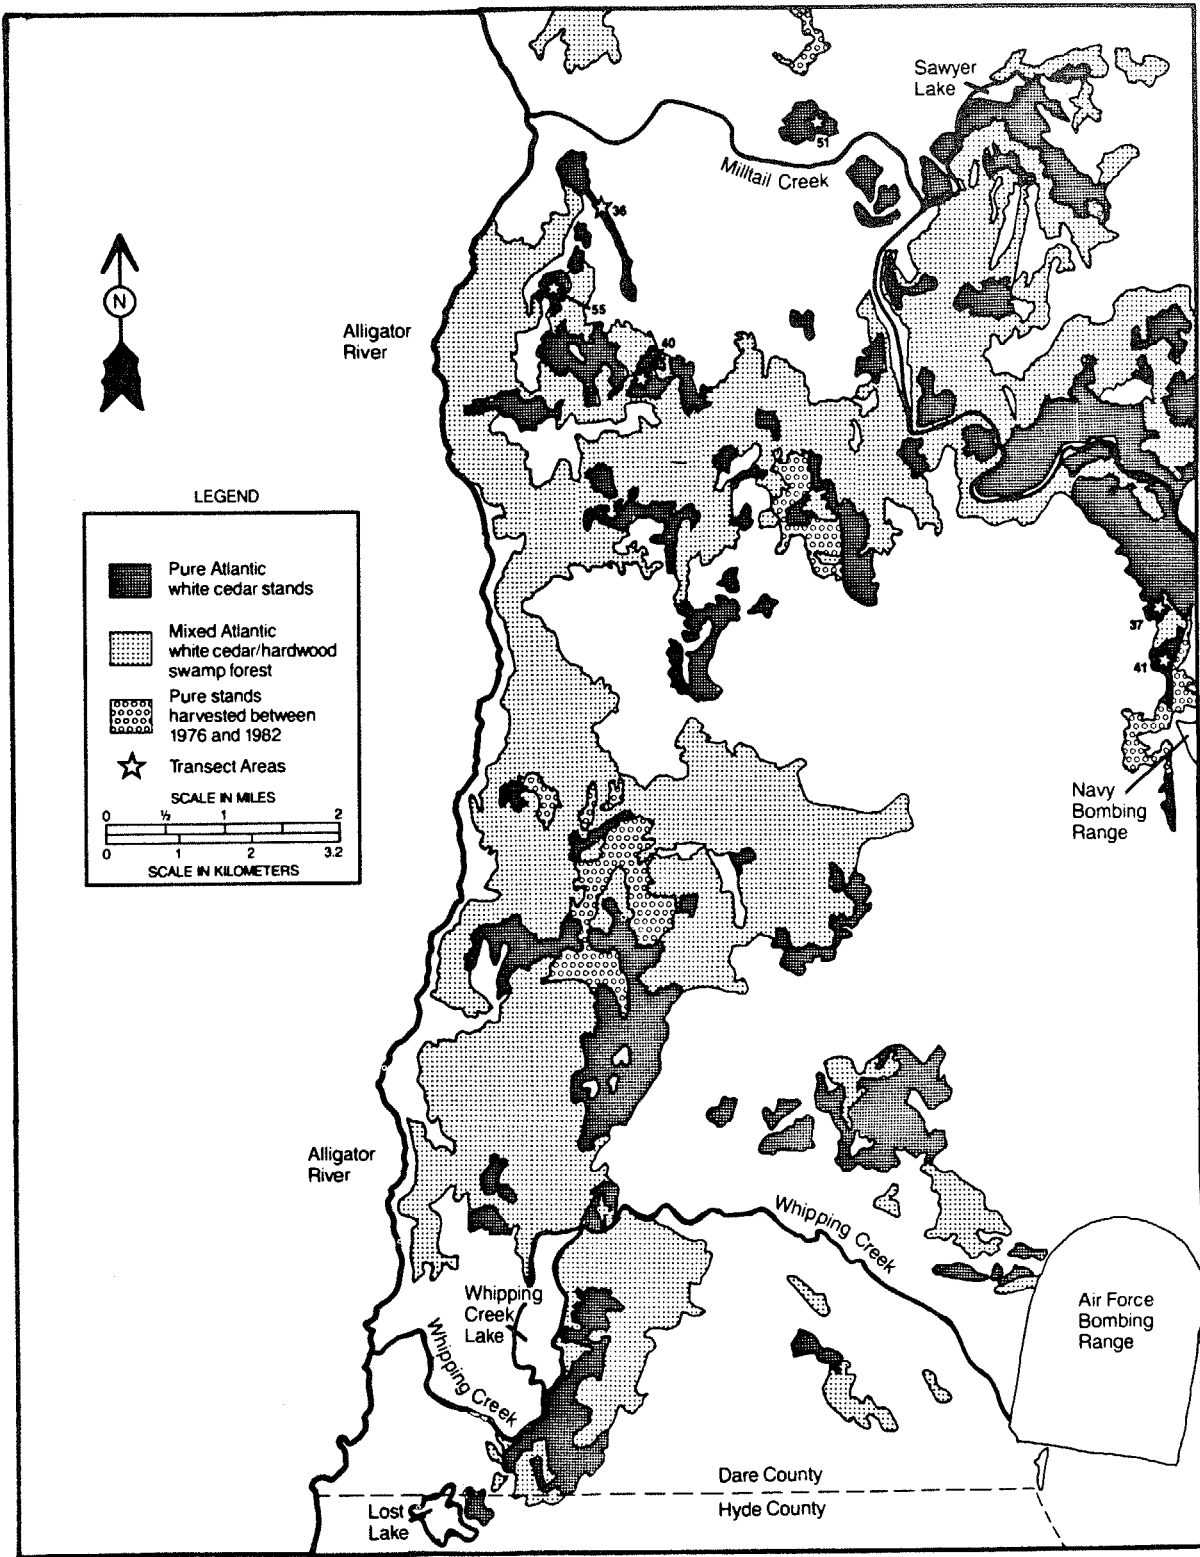 Sawyer
Lake
51
Milltail Creek
36
N
55
Alligator
River
40
LEGEND
Pure Atlantic
white cedar stands
Mixed Atlantic
white cedar/hardwood
swamp forest
Pure stands
harvested between
1976 and 1982
Transect Areas
SCALE IN MILES
0 ½ 1 2
0 1 2 3.2
SCALE IN KILOMETERS
37
41
Navy
Bombing
Range
Alligator
River
Whipping Creek
Whipping
Creek
Lake
Whipping Creek
Air Force
Bombing
Range
Dare County
Hyde County
Lost
Lake